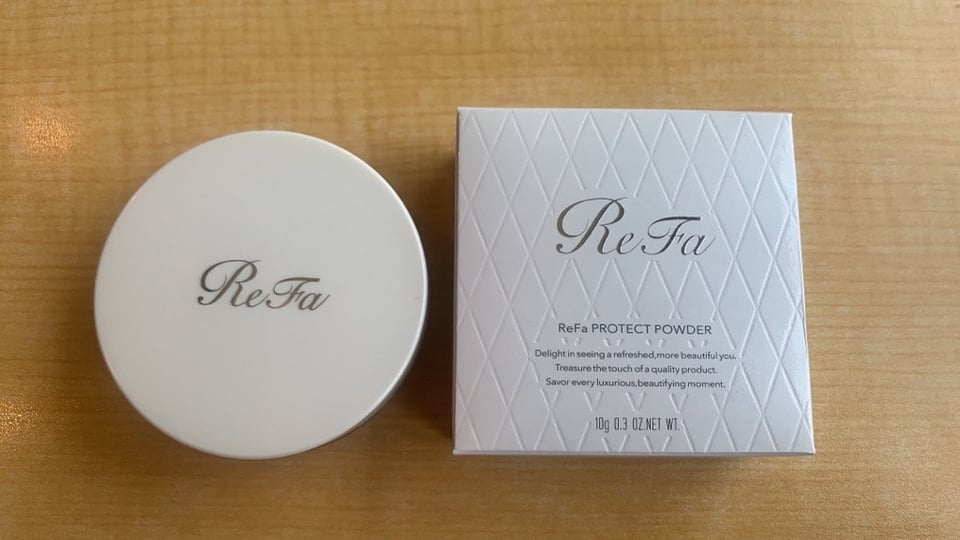 ReFa
ReFa
ReFa PROTECT POWDER
Delight in seeing a refreshed,more beautiful you.
Treasure the touch of a quality product.
Savor every luxurious,beautifying moment.
10g 0.3 OZ.NET WT.